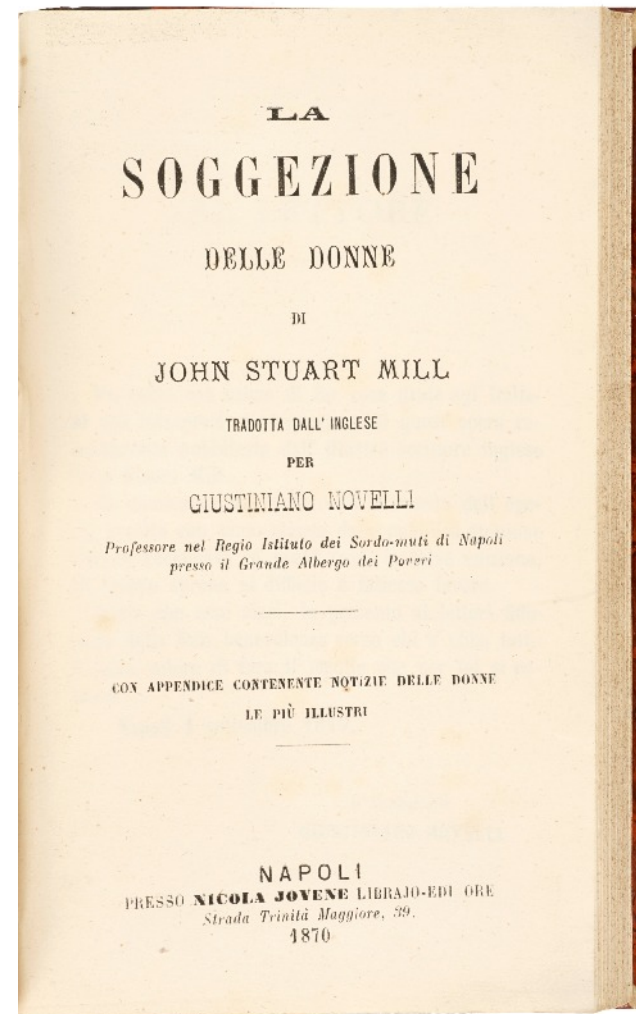 LA
SOGGEZIONE
DELLE DONNE
DI
JOHN STUART MILL
TRADOTTA DALL' INGLESE
PER
GIUSTINIANO NOVELLI
Professore nel Regio Istituto dei Sordo-muti di Napoli
presso il Grande Albergo dei Poveri
CON APPENDICE CONTENENTE NOTIZIE DELLE DONNE
LE PIÙ ILLUSTRI
NAPOLI
PRESSO NICOLA JOVENE LIBRAJO-EDI ORE
Strada Trinità Maggiore, 39.
1870